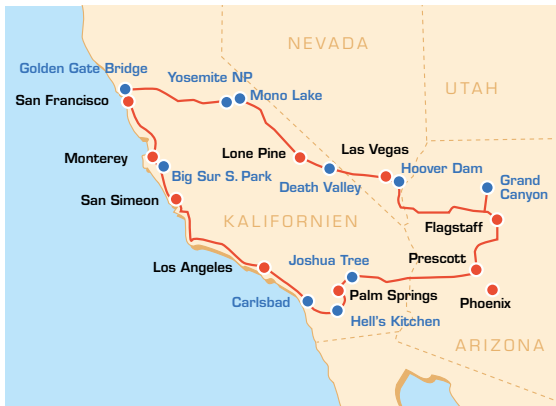 NEVADA
Golden Gate Bridge
Yosemite NP
UTAH
Mono Lake
San Francisco
Las Vegas
Lone Pine
Monterey
Hoover Dam
Big Sur S. Park
Death Valley
Grand
Canyon
San Simeon
KALIFORNIEN
Flagstaff
Joshua Tree
Prescott
Los Angeles
Palm Springs
Carlsbad
Phoenix
Hell's Kitchen
ARIZONA